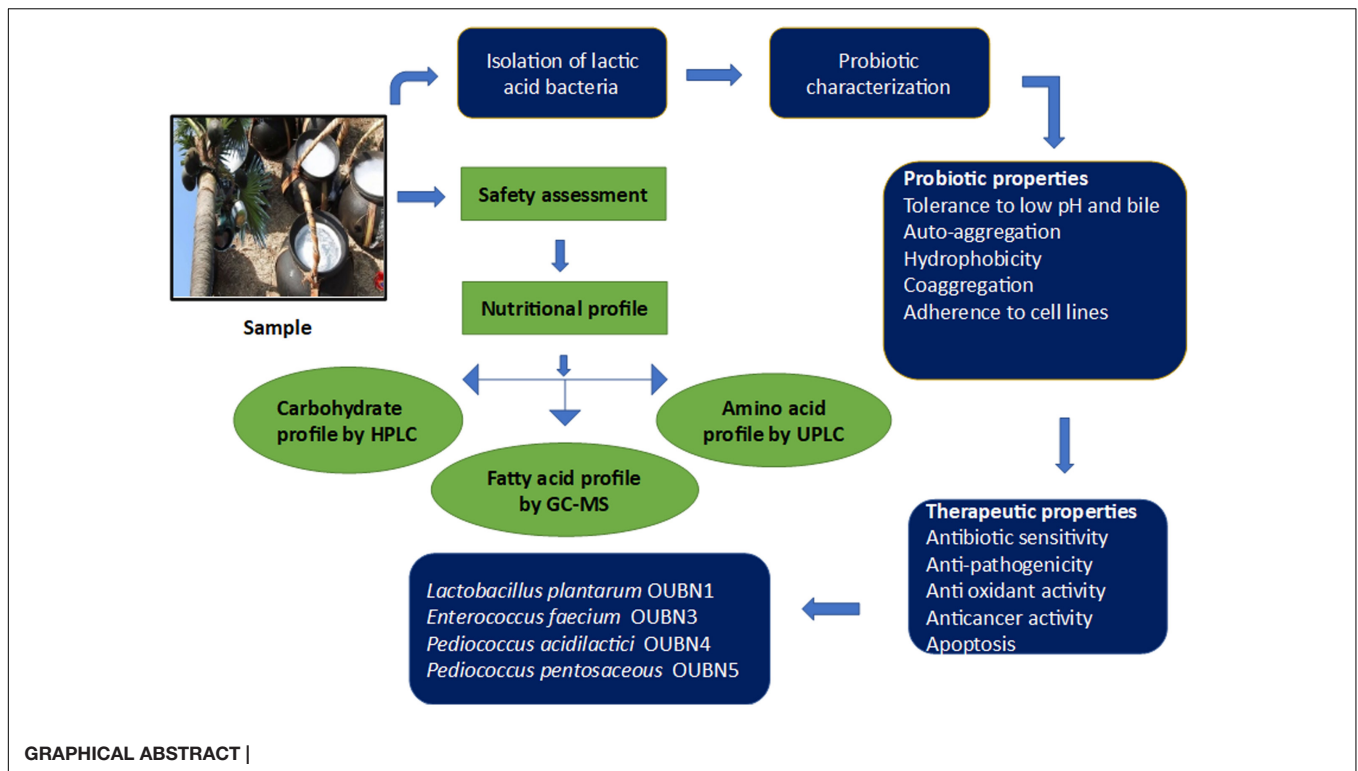 Isolation of lactic
acid bacteria
Probiotic
characterization
Sample
Safety assessment
Nutritional profile
Carbohydrate
profile by HPLC
Fatty acid profile
by GC-MS
Amino acid
profile by UPLC
Probiotic properties
Tolerance to low pH and bile
Auto-aggregation
Hydrophobicity
Coaggregation
Adherence to cell lines
Therapeutic properties
Antibiotic sensitivity
Anti-pathogenicity
Anti oxidant activity
Anticancer activity
Apoptosis
Lactobacillus plantarum OUBN1
Enterococcus faecium OUBN3
Pediococcus acidilactici OUBN4
Pediococcus pentosaceous OUBN5
GRAPHICAL ABSTRACT |